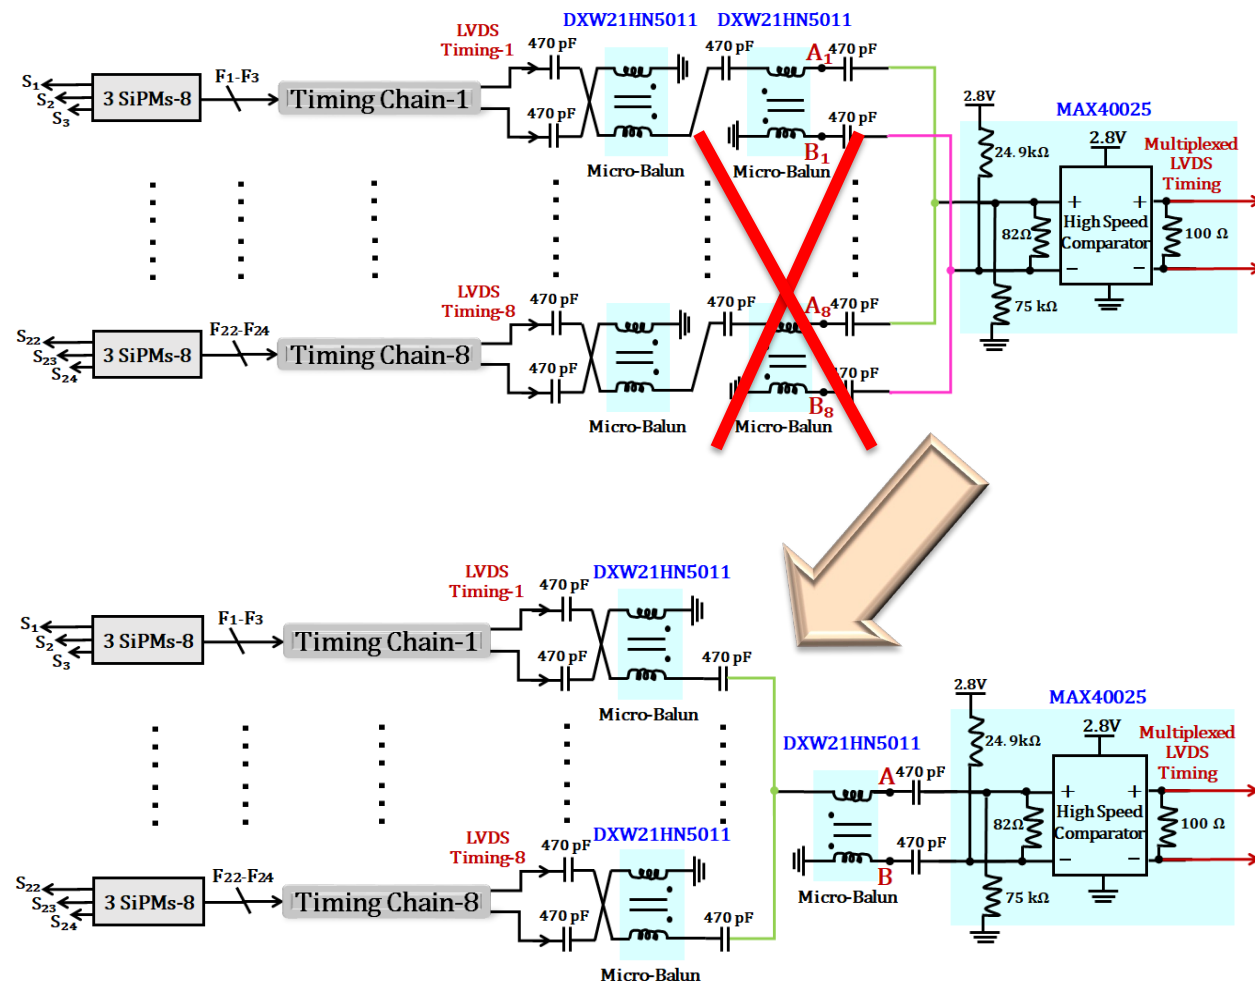 DXW21HN5011 DXW21HN5011
LVDS
Timing-1
470 pF 470 pF A1 470 pF
S1
S2
S3
3 SiPMs-8
F1-F3
Timing Chain-1
470 pF
470 pF
B1
Micro-Balun Micro-Balun
2.8V
MAX40025
24.9kΩ
2.8V
Multiplexed
LVDS
Timing
+ +
High Speed
Comparator
82Ω
100 Ω
− −
75 kΩ
LVDS
Timing-8
470 pF 470 pF A8 470 pF
S22
S23
S24
3 SiPMs-8
F22-F24
Timing Chain-8
470 pF
470 pF
B8
Micro-Balun Micro-Balun
LVDS
Timing-1
470 pF
DXW21HN5011
S1
S2
S3
3 SiPMs-8
F1-F3
Timing Chain-1
470 pF
470 pF
Micro-Balun
2.8V
MAX40025
24.9kΩ
2.8V
Multiplexed
LVDS
Timing
DXW21HN5011
A
470 pF
+ +
High Speed
Comparator
82Ω
100 Ω
470 pF
− −
B
Micro-Balun
75 kΩ
LVDS
Timing-8
470 pF
DXW21HN5011
S22
S23
S24
3 SiPMs-8
F22-F24
Timing Chain-8
470 pF
470 pF
Micro-Balun